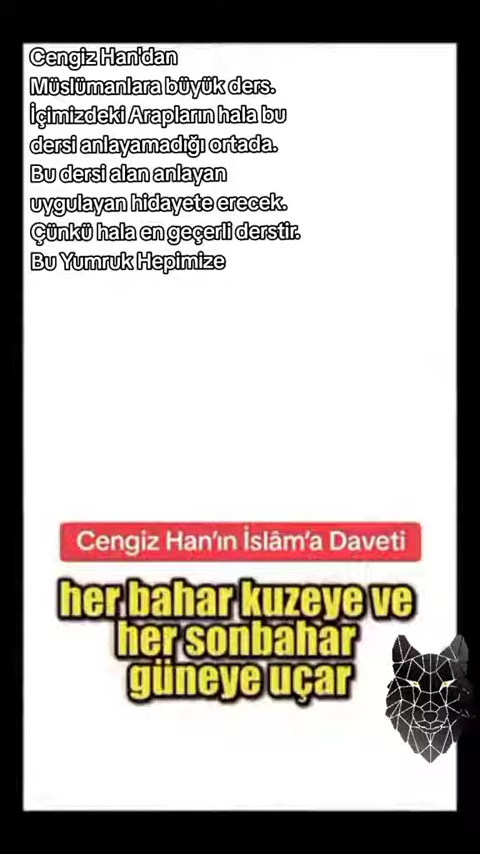 Cengiz Han'dan
Müslümanlara büyük ders.
İçimizdeki Arapların hala bu
dersi anlayamadığı ortada.
Bu dersi alan anlayan
uygulayan hidayete erecek.
Çünkü hala en geçerli derstir.
Bu Yumruk Hepimize
Cengiz Han'ın İslâm'a Daveti
her bahar kuzeye ve
her sonbahar
güneye uçar